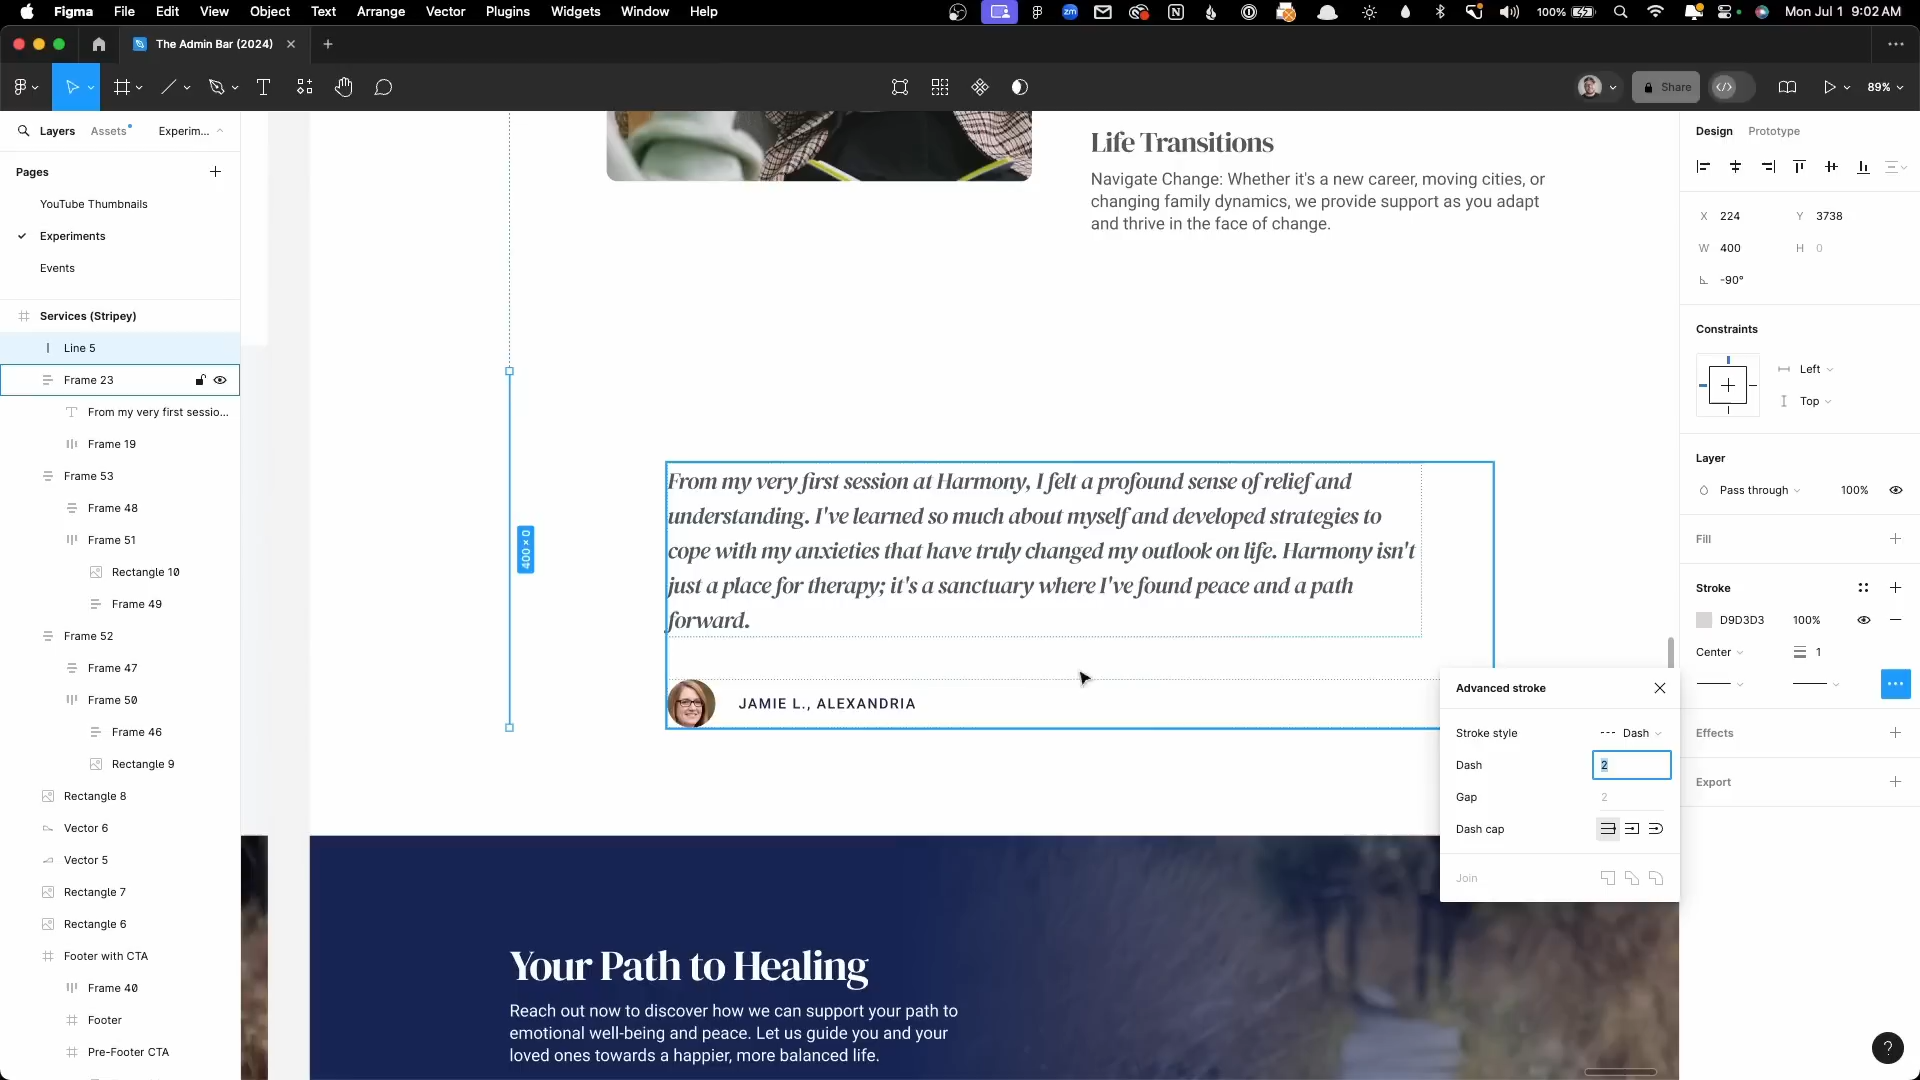 Figma File Edit View Object Text Arrange Vector Plugins Widgets Window Help 100% Mon Jul 1 9:02 AM
The Admin Bar (2024)
Share 89%
Layers Assets Experim...
Pages
YouTube Thumbnails
Experiments
Events
Services (Stripey)
Line 5
Frame 23
From my very first sessio...
Frame 19
Frame 53
Frame 48
Frame 51
Rectangle 10
Frame 49
Frame 52
Frame 47
Frame 50
Frame 46
Rectangle 9
Rectangle 8
Vector 6
Vector 5
Rectangle 7
Rectangle 6
Footer with CTA
Frame 40
Footer
Pre-Footer CTA
Life Transitions
Navigate Change: Whether it's a new career, moving cities, or
changing family dynamics, we provide support as you adapt
and thrive in the face of change.
400 × 0
From my very first session at Harmony, I felt a profound sense of relief and
understanding. I've learned so much about myself and developed strategies to
cope with my anxieties that have truly changed my outlook on life. Harmony isn't
just a place for therapy; it's a sanctuary where I've found peace and a path
forward.
JAMIE L., ALEXANDRIA
Your Path to Healing
Reach out now to discover how we can support your path to
emotional well-being and peace. Let us guide you and your
loved ones towards a happier, more balanced life.
Advanced stroke
Stroke style Dash
Dash 2
Gap 2
Dash cap
Join
Design Prototype
X 224 Y 3738
W 400 H 0
-90°
Constraints
Left
Top
Layer
Pass through 100%
Fill
Stroke
D9D3D3 100%
Center 1
Effects
Export
?